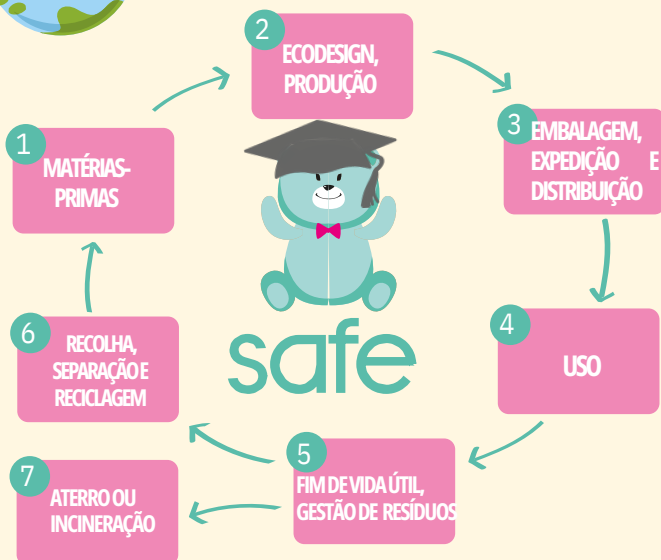 1
MATÉRIAS-
PRIMAS
2
ECODESIGN,
PRODUÇÃO
3
EMBALAGEM,
EXPEDIÇÃO E
DISTRIBUIÇÃO
4
USO
5
FIM DE VIDA ÚTIL,
GESTÃO DE RESÍDUOS
6
RECOLHA,
SEPARAÇÃO E
RECICLAGEM
7
ATERRO OU
INCINERAÇÃO
safe